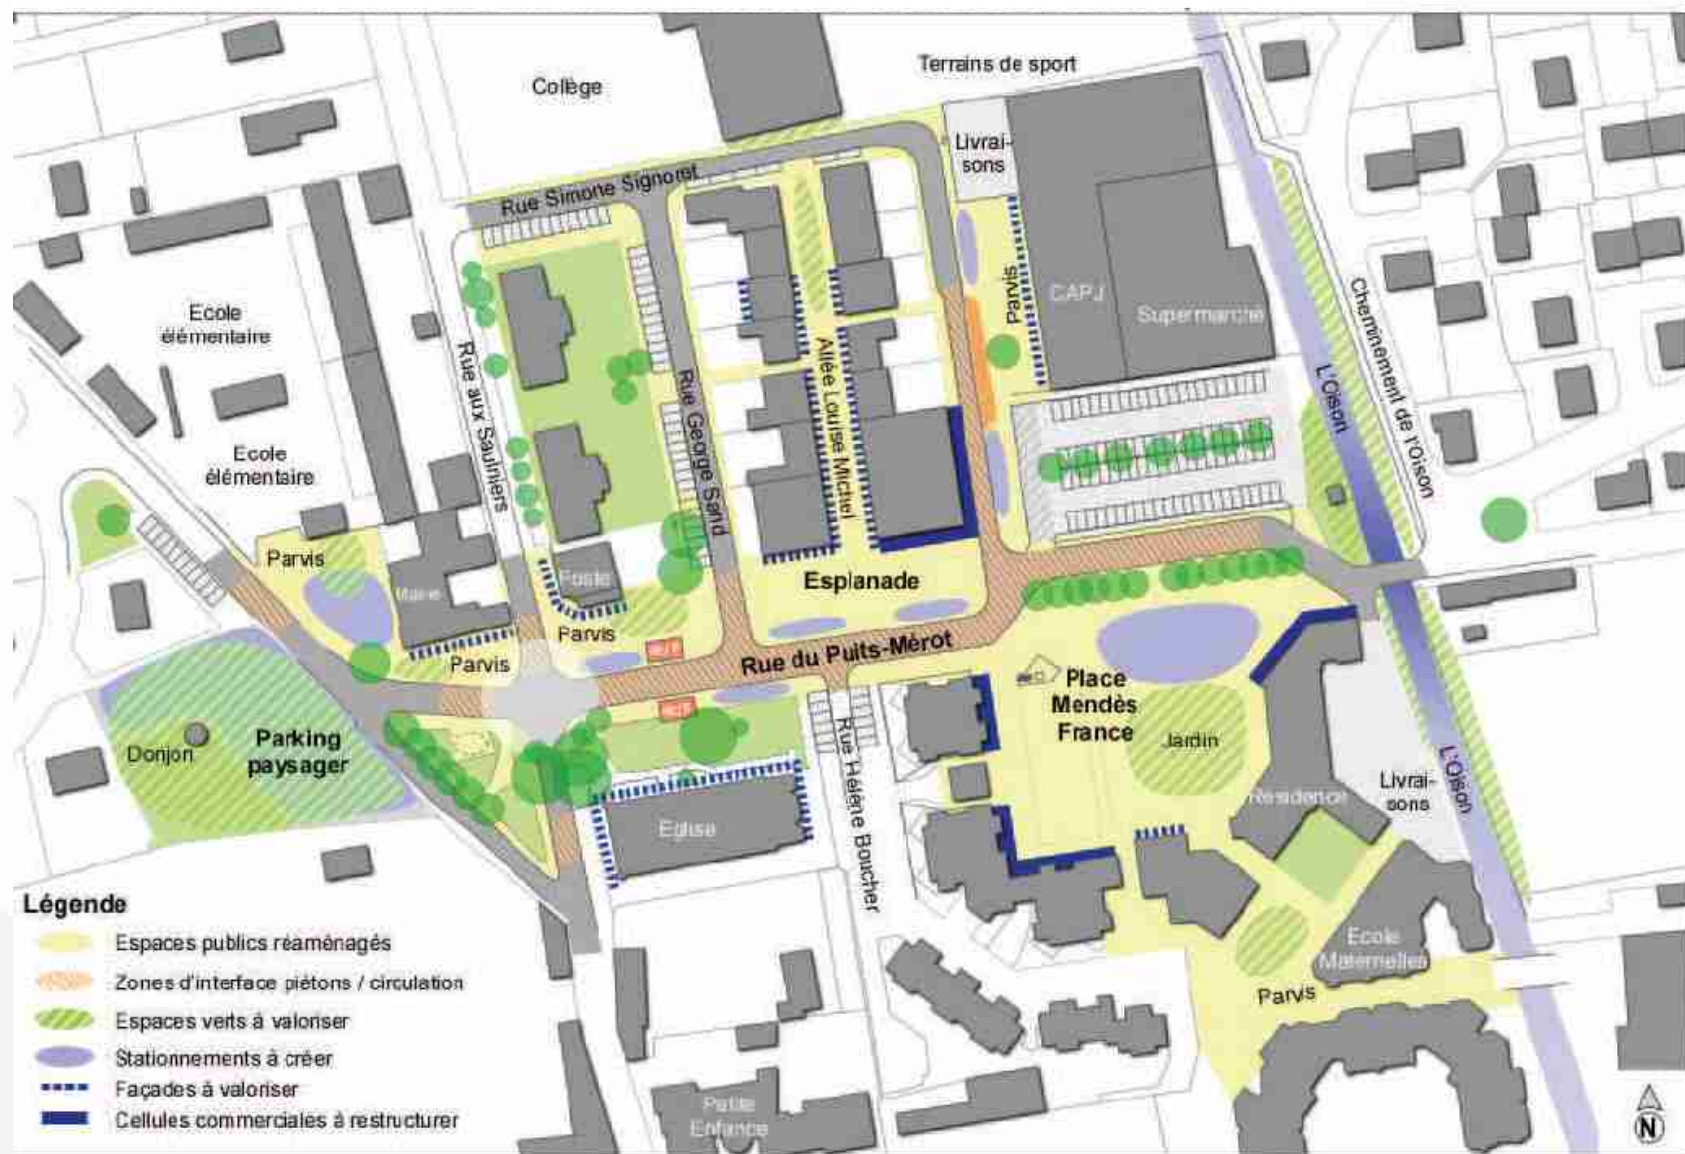 Collège
Terrains de sport
Livrai-
sons
Rue Simone Signoret
Parvis
CAPJ
Supermarché
Ecole
élémentaire
Rue aux Saulniers
Rue George Sand
Allée Louise Michel
L'Oison
Cheminement de l'Oison
Ecole
élémentaire
Parvis
Mairie
Poste
Parvis
Parvis
Esplanade
Rue du Puits-Mérot
Place
Mendès
France
Jardin
Donjon
Parking
paysager
Eglise
Rue Hélène Boucher
Résidence
Livrai-
sons
L'Oison
Ecole
Maternelles
Parvis
Petite
Enfance
Légende
Espaces publics réaménagés
Zones d'interface piétons / circulation
Espaces verts à valoriser
Stationnements à créer
Façades à valoriser
Cellules commerciales à restructurer
N